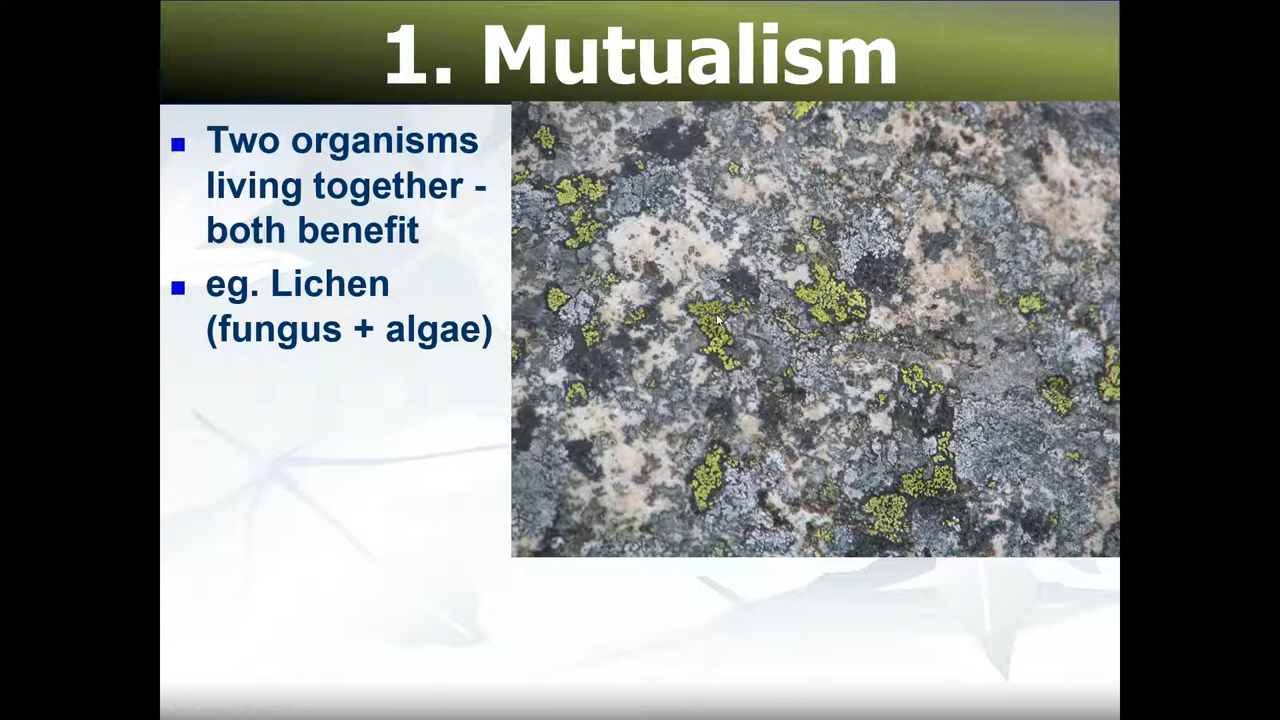 1. Mutualism
Two organisms
living together -
both benefit
eg. Lichen
(fungus + algae)